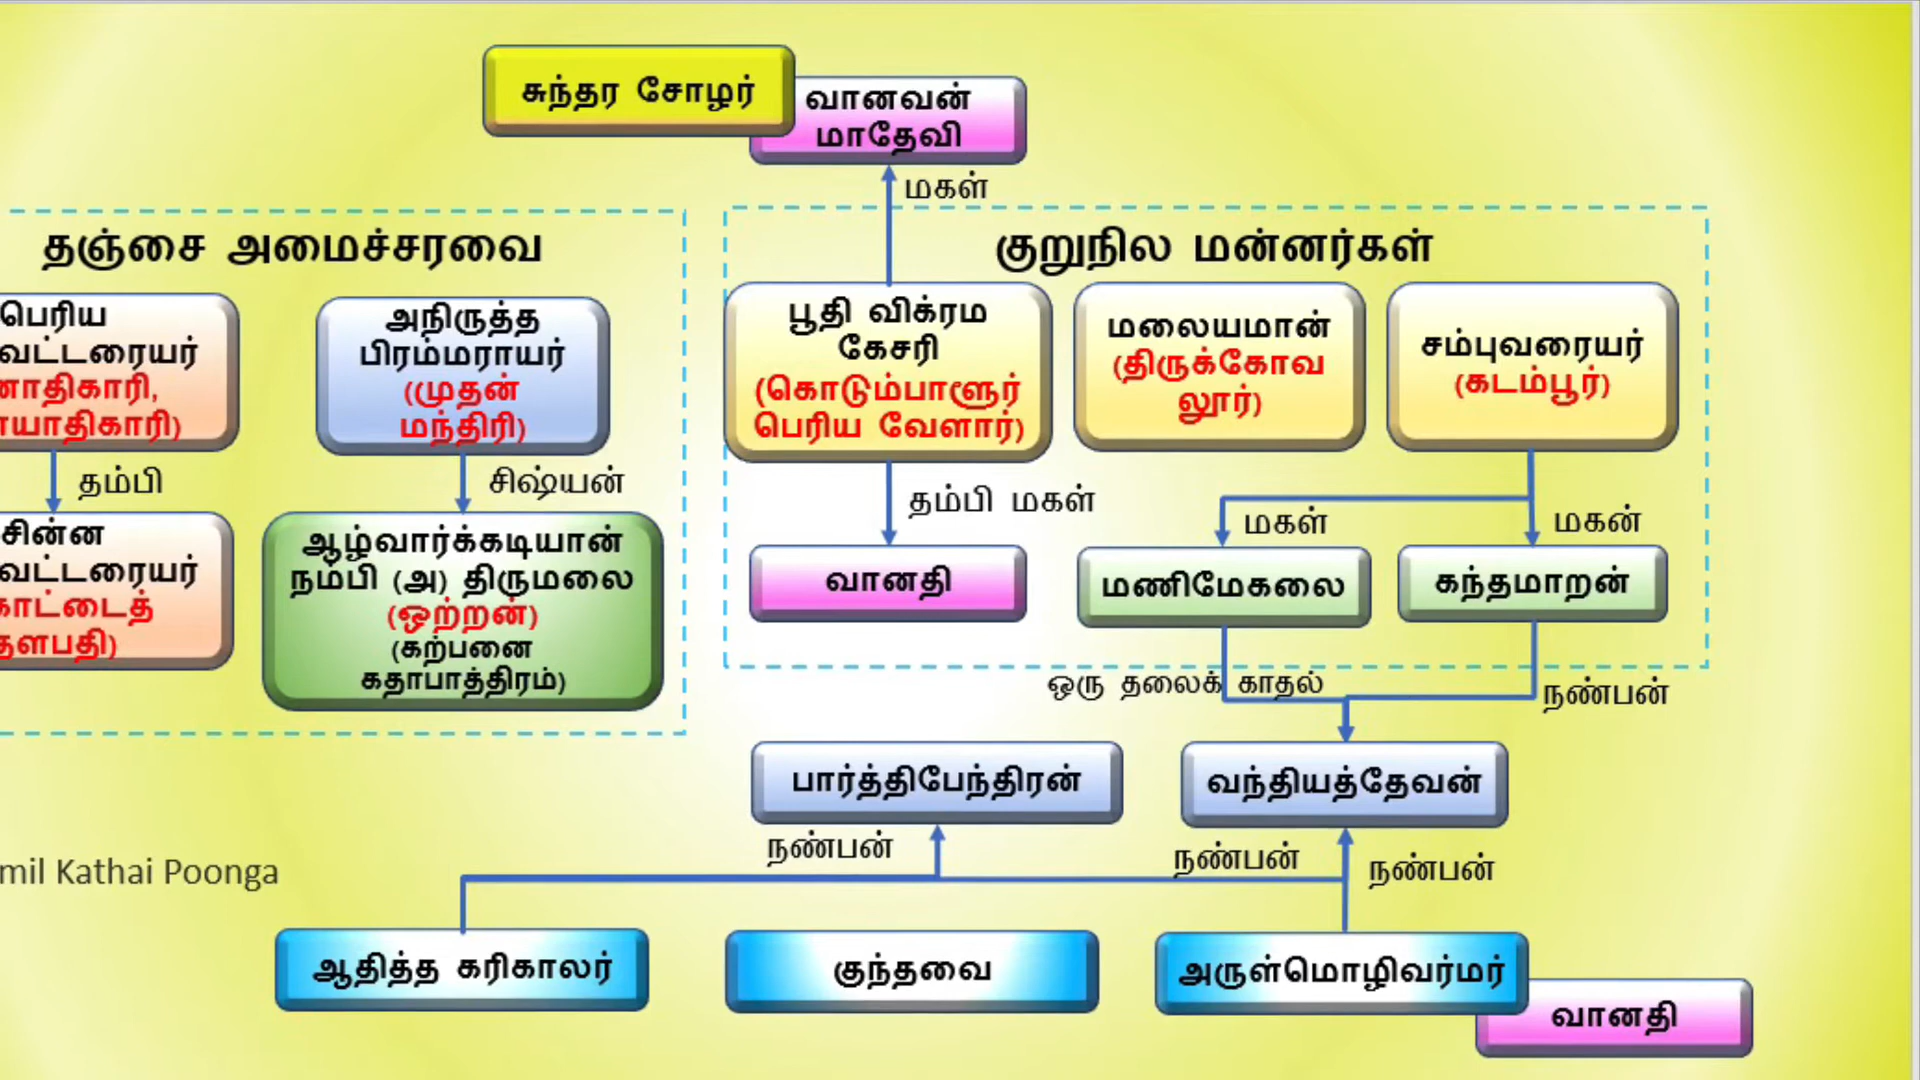 சுந்தர சோழர்
வானவன்
மாதேவி
மகள்
தஞ்சை அமைச்சரவை
குறுநில மன்னர்கள்
பெரிய
வேட்டரையர்
னாதிகாரி,
ாயாதிகாரி)
தம்பி
சின்ன
வேட்டரையர்
காட்டைத்
தளபதி)
அநிருத்த
பிரம்மராயர்
(முதன்
மந்திரி)
சிஷ்யன்
ஆழ்வார்க்கடியான்
நம்பி (அ) திருமலை
(ஒற்றன்)
(கற்பனை
கதாபாத்திரம்)
பூதி விக்ரம
கேசரி
(கொடும்பாளூர்
பெரிய வேளார்)
தம்பி மகள்
வானதி
மலையமான்
(திருக்கோவ
லூர்)
சம்புவரையர்
(கடம்பூர்)
மகள்
மகன்
மணிமேகலை
கந்தமாறன்
ஒரு தலைக் காதல்
நண்பன்
பார்த்திபேந்திரன்
வந்தியத்தேவன்
நண்பன்
நண்பன்
நண்பன்
mil Kathai Poonga
ஆதித்த கரிகாலர்
குந்தவை
அருள்மொழிவர்மர்
வானதி